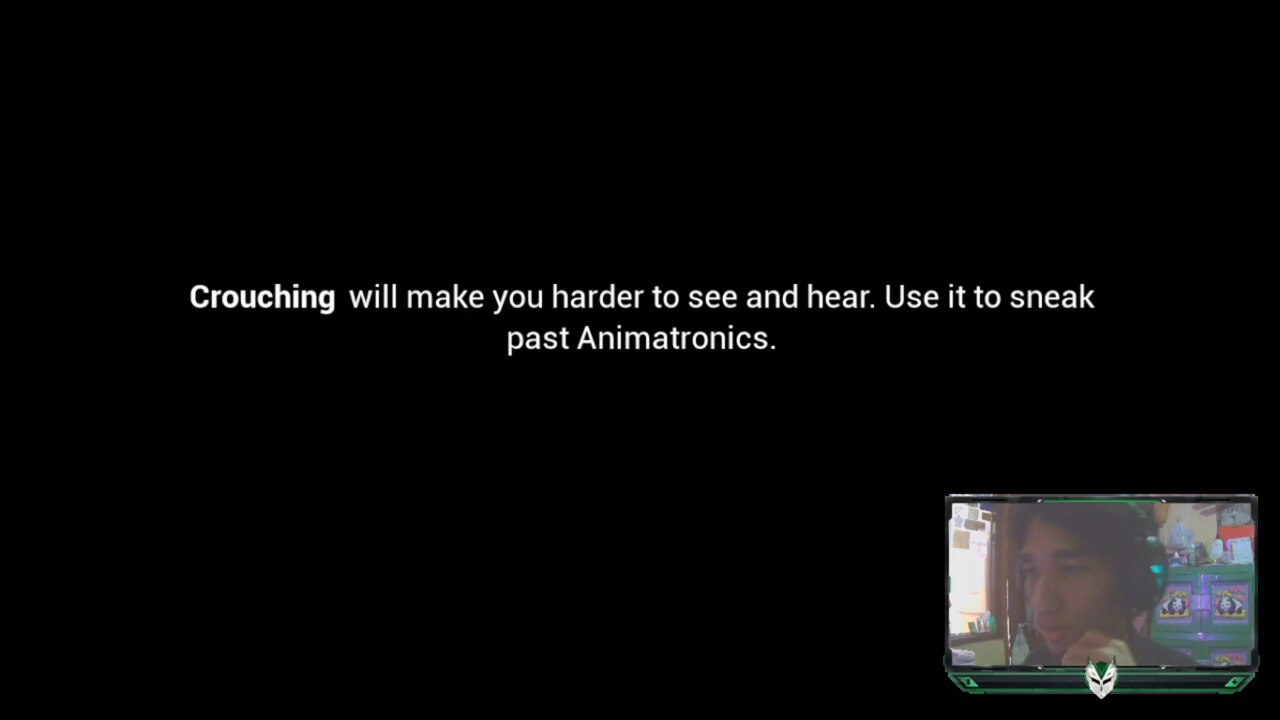 Crouching will make you harder to see and hear. Use it to sneak
past Animatronics.